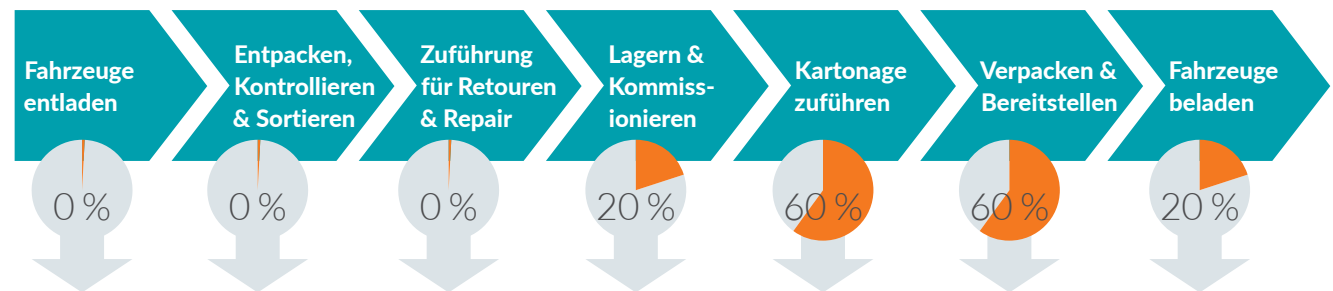 Fahrzeuge
entladen
Entpacken,
Kontrollieren
& Sortieren
Zuführung
für Retouren
& Repair
Lagern &
Kommiss-
ionieren
Kartonage
zuführen
Verpacken &
Bereitstellen
Fahrzeuge
beladen
0 %
0 %
0 %
20 %
60 %
60 %
20 %